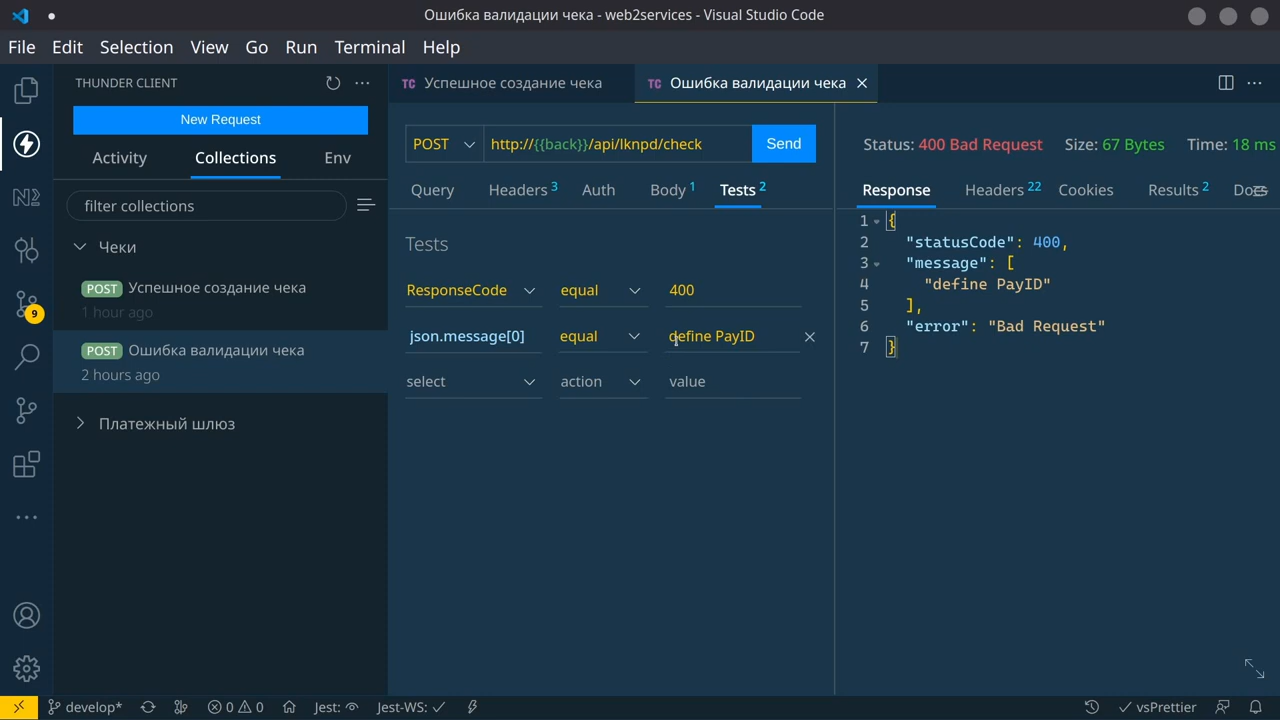 Ошибка валидации чека - web2services - Visual Studio Code
File Edit Selection View Go Run Terminal Help
THUNDER CLIENT
New Request
Activity Collections Env
filter collections
Чеки
POST Успешное создание чека
1 hour ago
POST Ошибка валидации чека
2 hours ago
Платежный шлюз
9
TC Успешное создание чека
TC Ошибка валидации чека
POST http://{{back}}/api/lknpd/check Send
Query Headers 3 Auth Body 1 Tests 2
Tests
ResponseCode equal 400
json.message[0] equal define PayID
select action value
Status: 400 Bad Request Size: 67 Bytes Time: 18 ms
Response Headers 22 Cookies Results 2 Docs
1 {
2 "statusCode": 400,
3 "message": [
4 "define PayID"
5 ],
6 "error": "Bad Request"
7 }
develop* 0 0 Jest: Jest-WS: vsPrettier